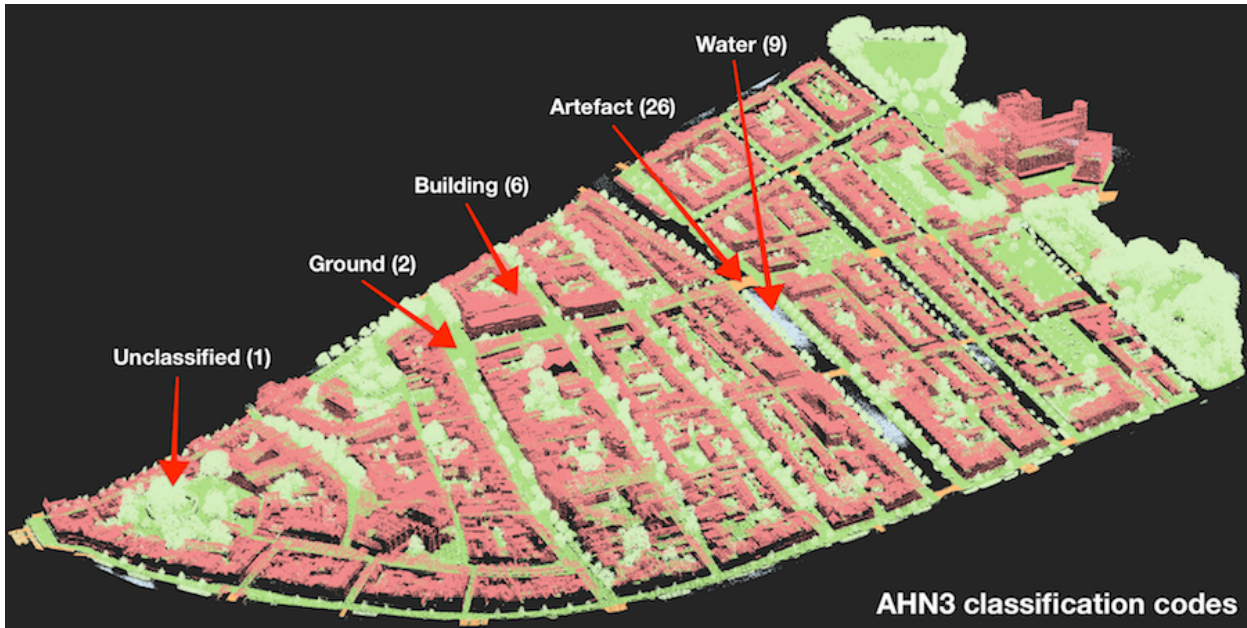 Water (9)
Artefact (26)
Building (6)
Ground (2)
Unclassified (1)
AHN3 classification codes